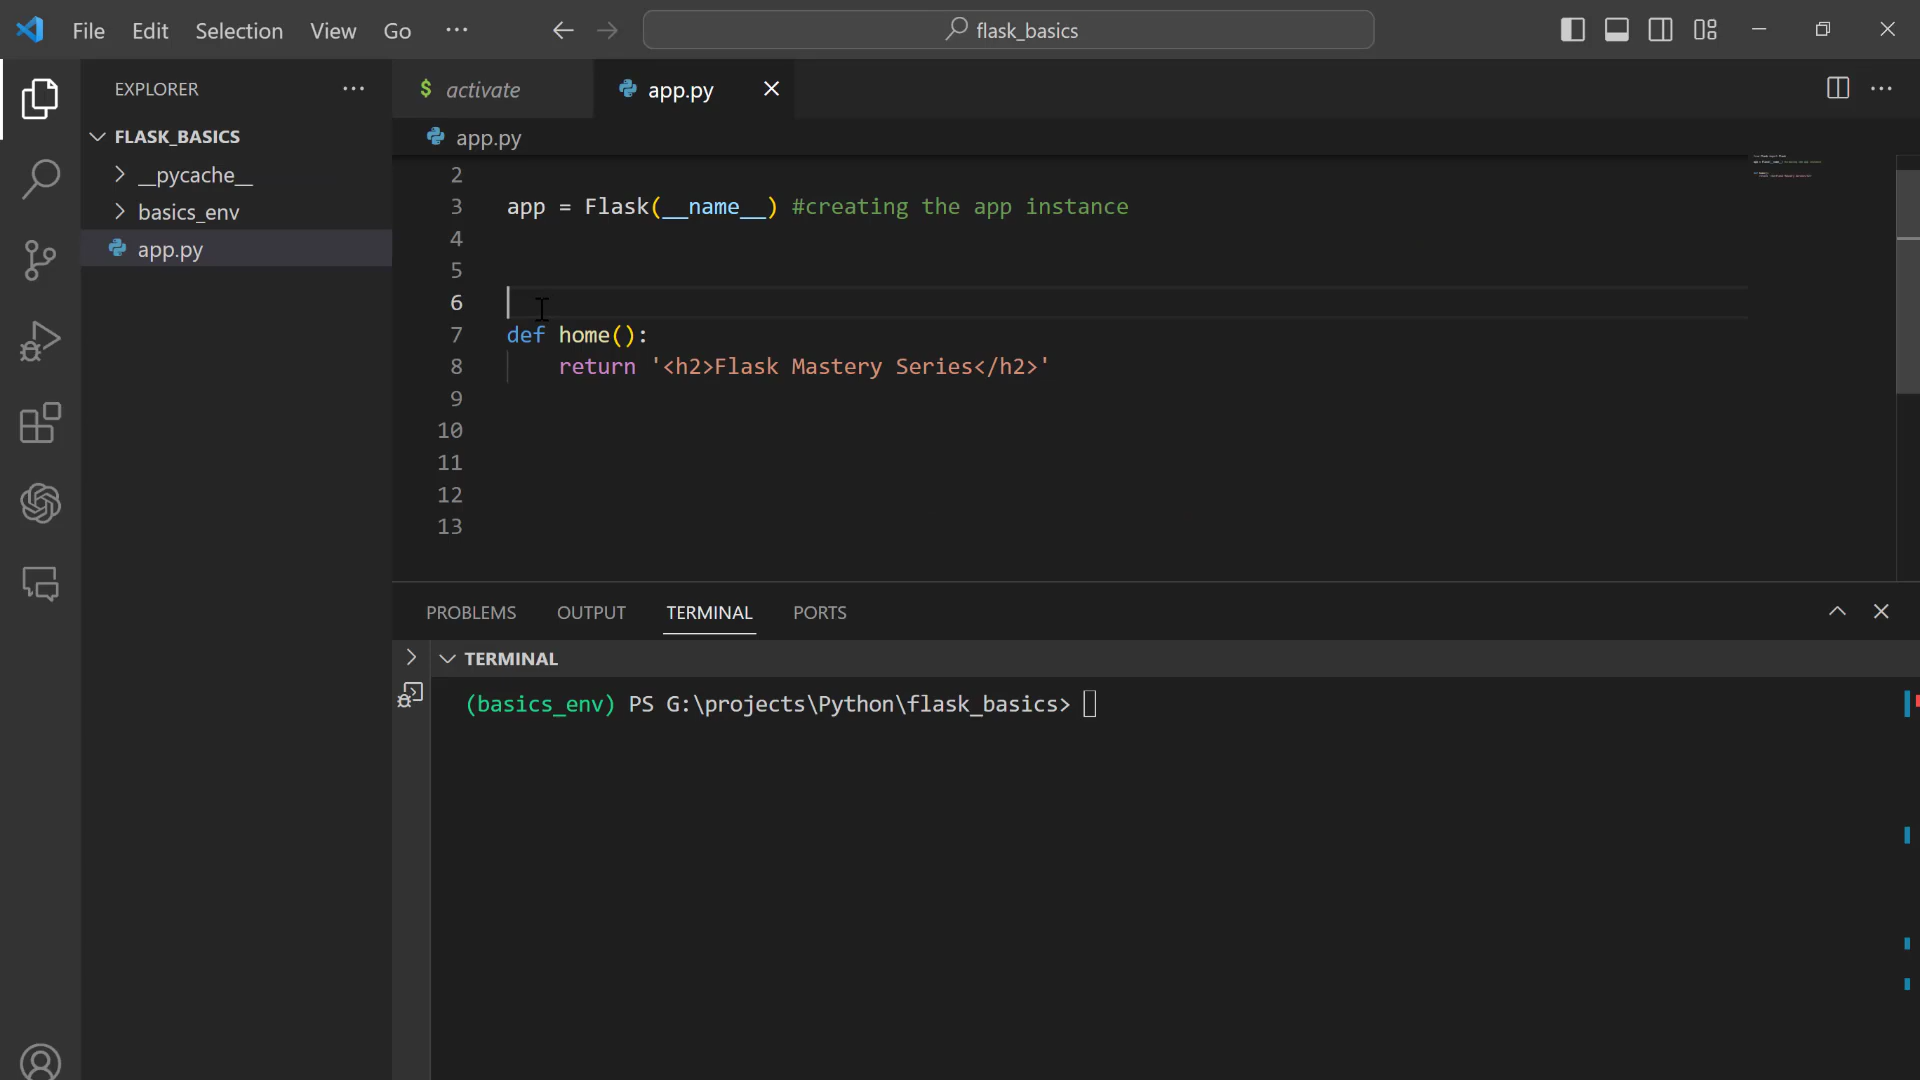 File Edit Selection View Go ···
flask_basics
EXPLORER ···
FLASK_BASICS
__pycache__
basics_env
app.py
$ activate
app.py
app.py
2
3 app = Flask(__name__) #creating the app instance
4
5
6
7 def home():
8 return '<h2>Flask Mastery Series</h2>'
9
10
11
12
13
PROBLEMS OUTPUT TERMINAL PORTS
TERMINAL
(basics_env) PS G:\projects\Python\flask_basics>